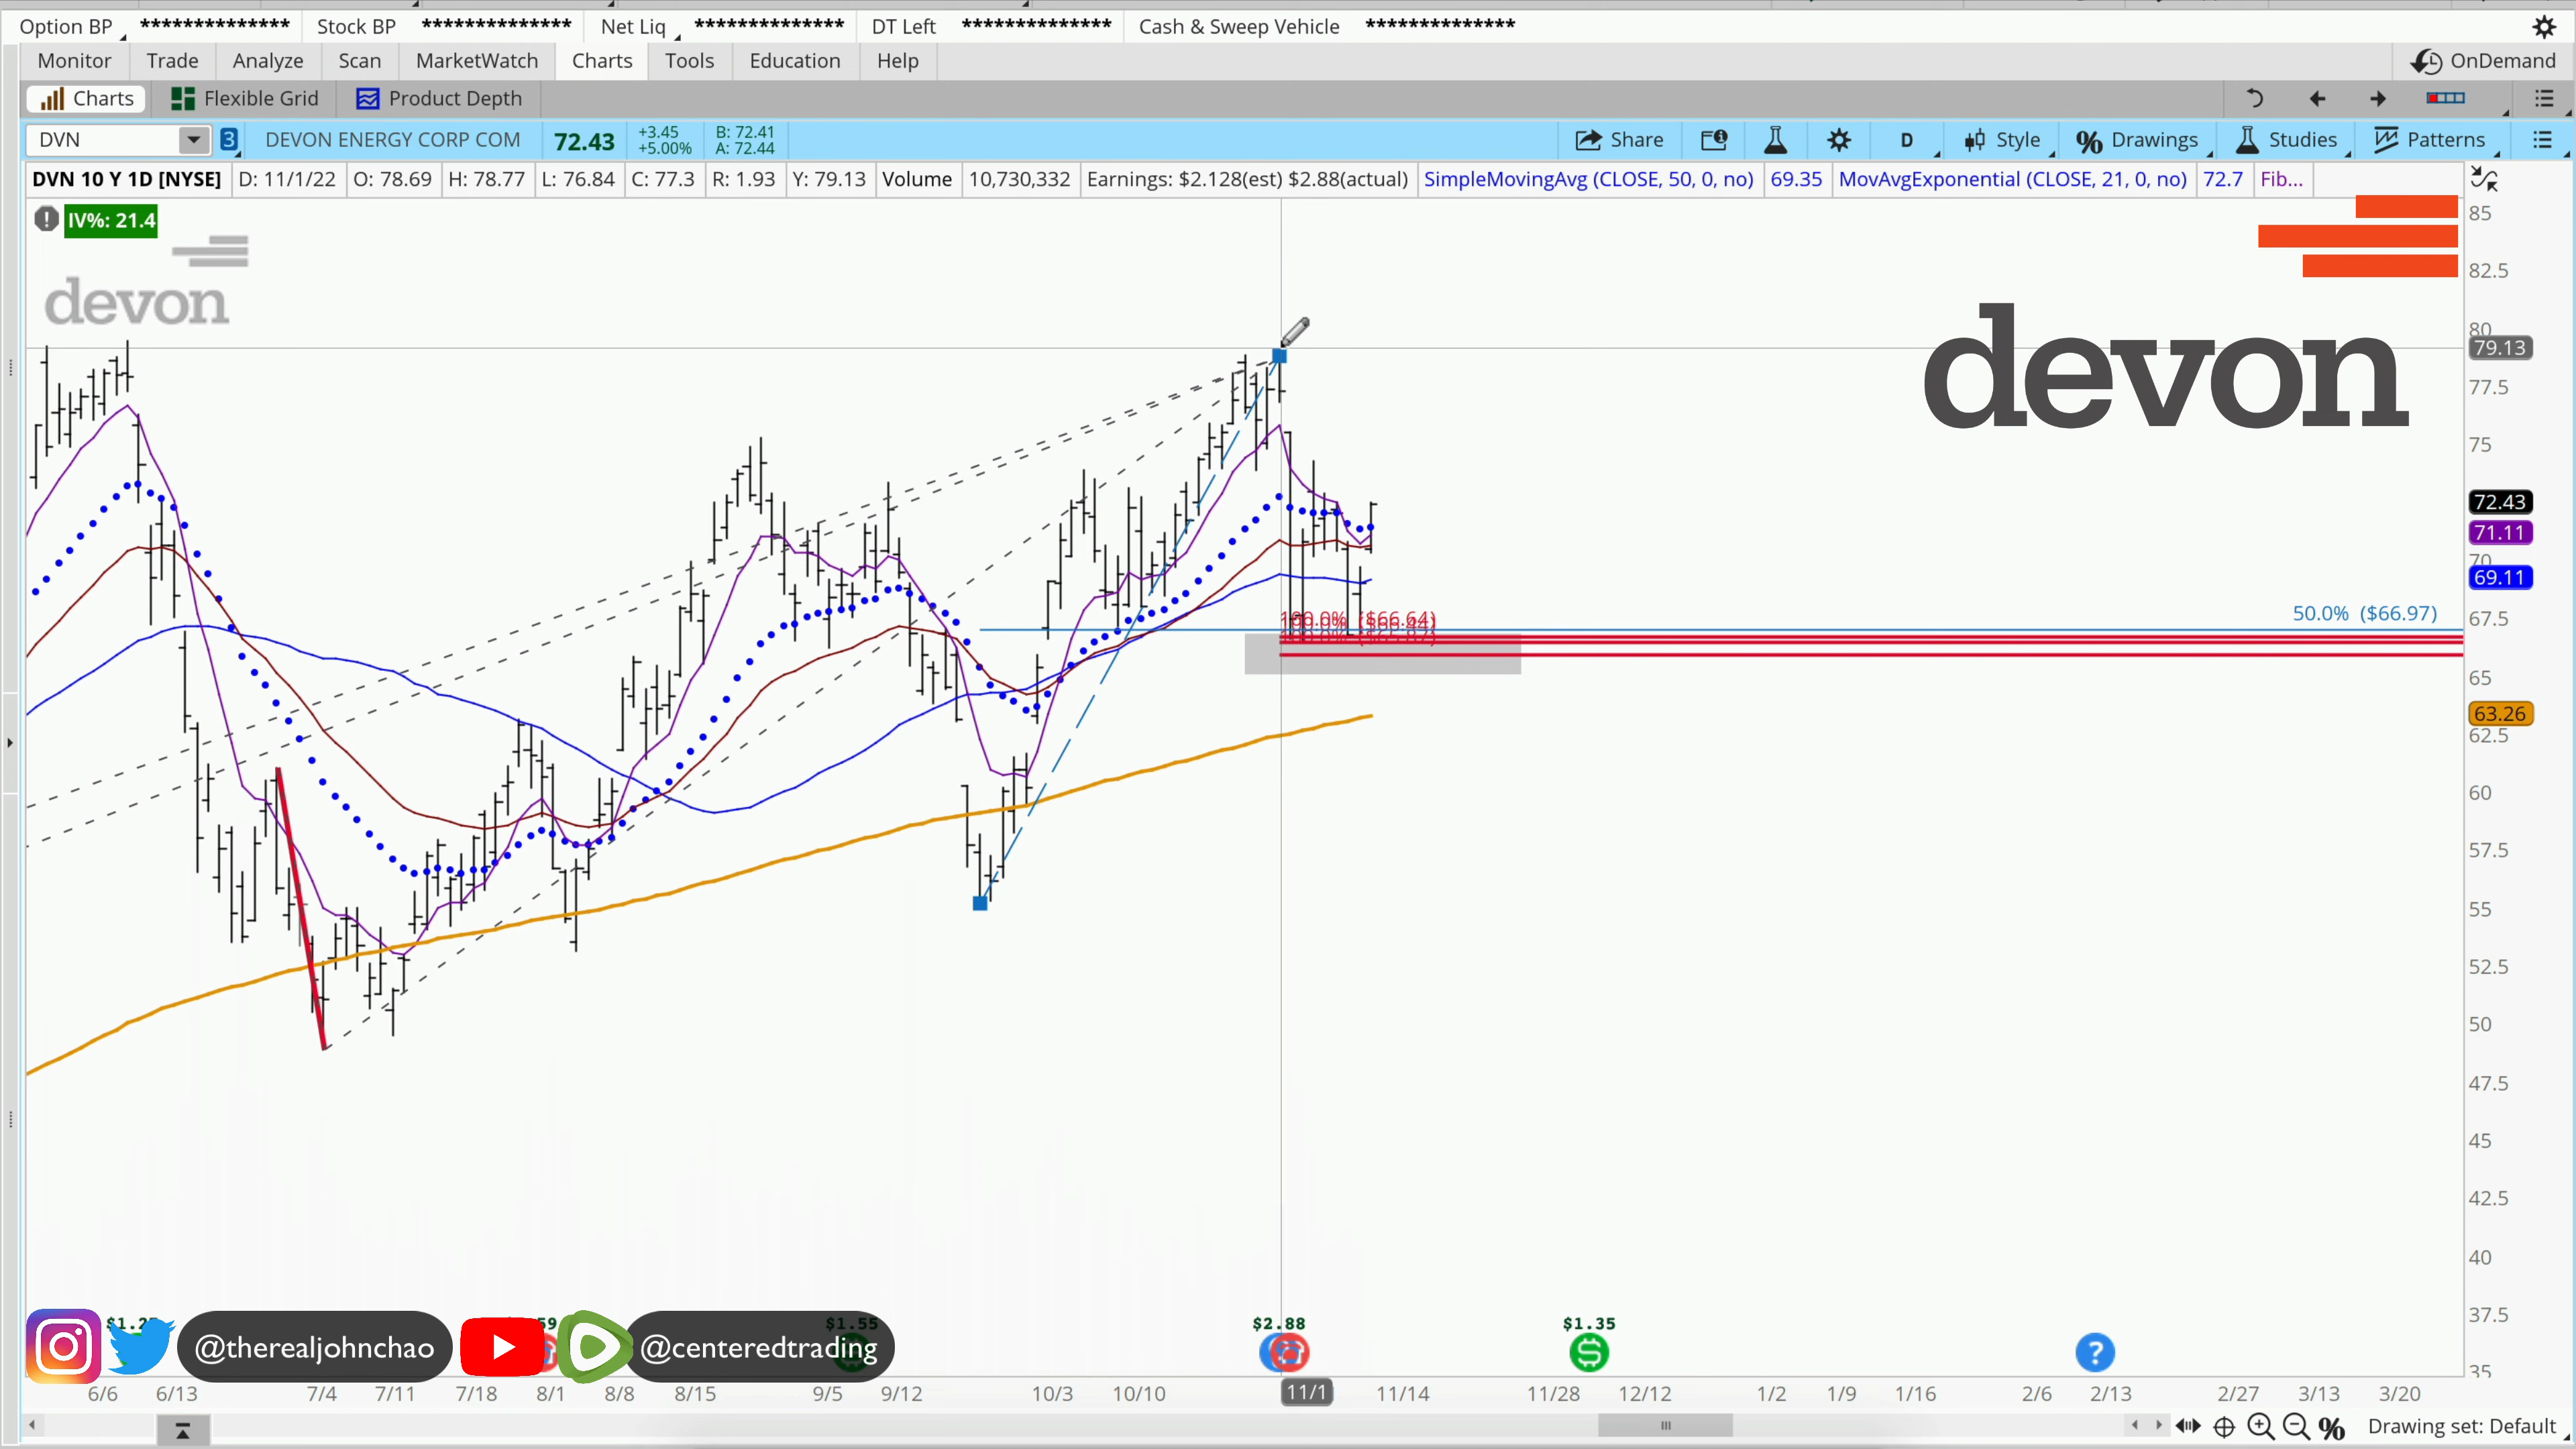 Option BP ************** Stock BP ************** Net Liq ************** DT Left ************** Cash & Sweep Vehicle **************
Monitor Trade Analyze Scan MarketWatch Charts Tools Education Help OnDemand
Charts Flexible Grid Product Depth
DVN 3 DEVON ENERGY CORP COM 72.43 +3.45 +5.00% B: 72.41 A: 72.44 Share D Style Drawings Studies Patterns
DVN 10 Y 1D [NYSE] D: 11/1/22 O: 78.69 H: 78.77 L: 76.84 C: 77.3 R: 1.93 Y: 79.13 Volume 10,730,332 Earnings: $2.128(est) $2.88(actual) SimpleMovingAvg (CLOSE, 50, 0, no) 69.35 MovAvgExponential (CLOSE, 21, 0, no) 72.7 Fib...
IV%: 21.4
devon
devon
85
82.5
80
79.13
77.5
75
72.43
71.11
70
69.11
67.5
65
63.26
62.5
60
57.5
55
52.5
50
47.5
45
42.5
40
37.5
35
100.0% ($66.64)
50.0% ($66.97)
$1.55 $2.88 $1.35
@therealjohnchao @centeredtrading
?
6/6 6/13 7/4 7/11 7/18 8/1 8/8 8/15 9/5 9/12 10/3 10/10 11/1 11/14 11/28 12/12 1/2 1/9 1/16 2/6 2/13 2/27 3/13 3/20
Drawing set: Default